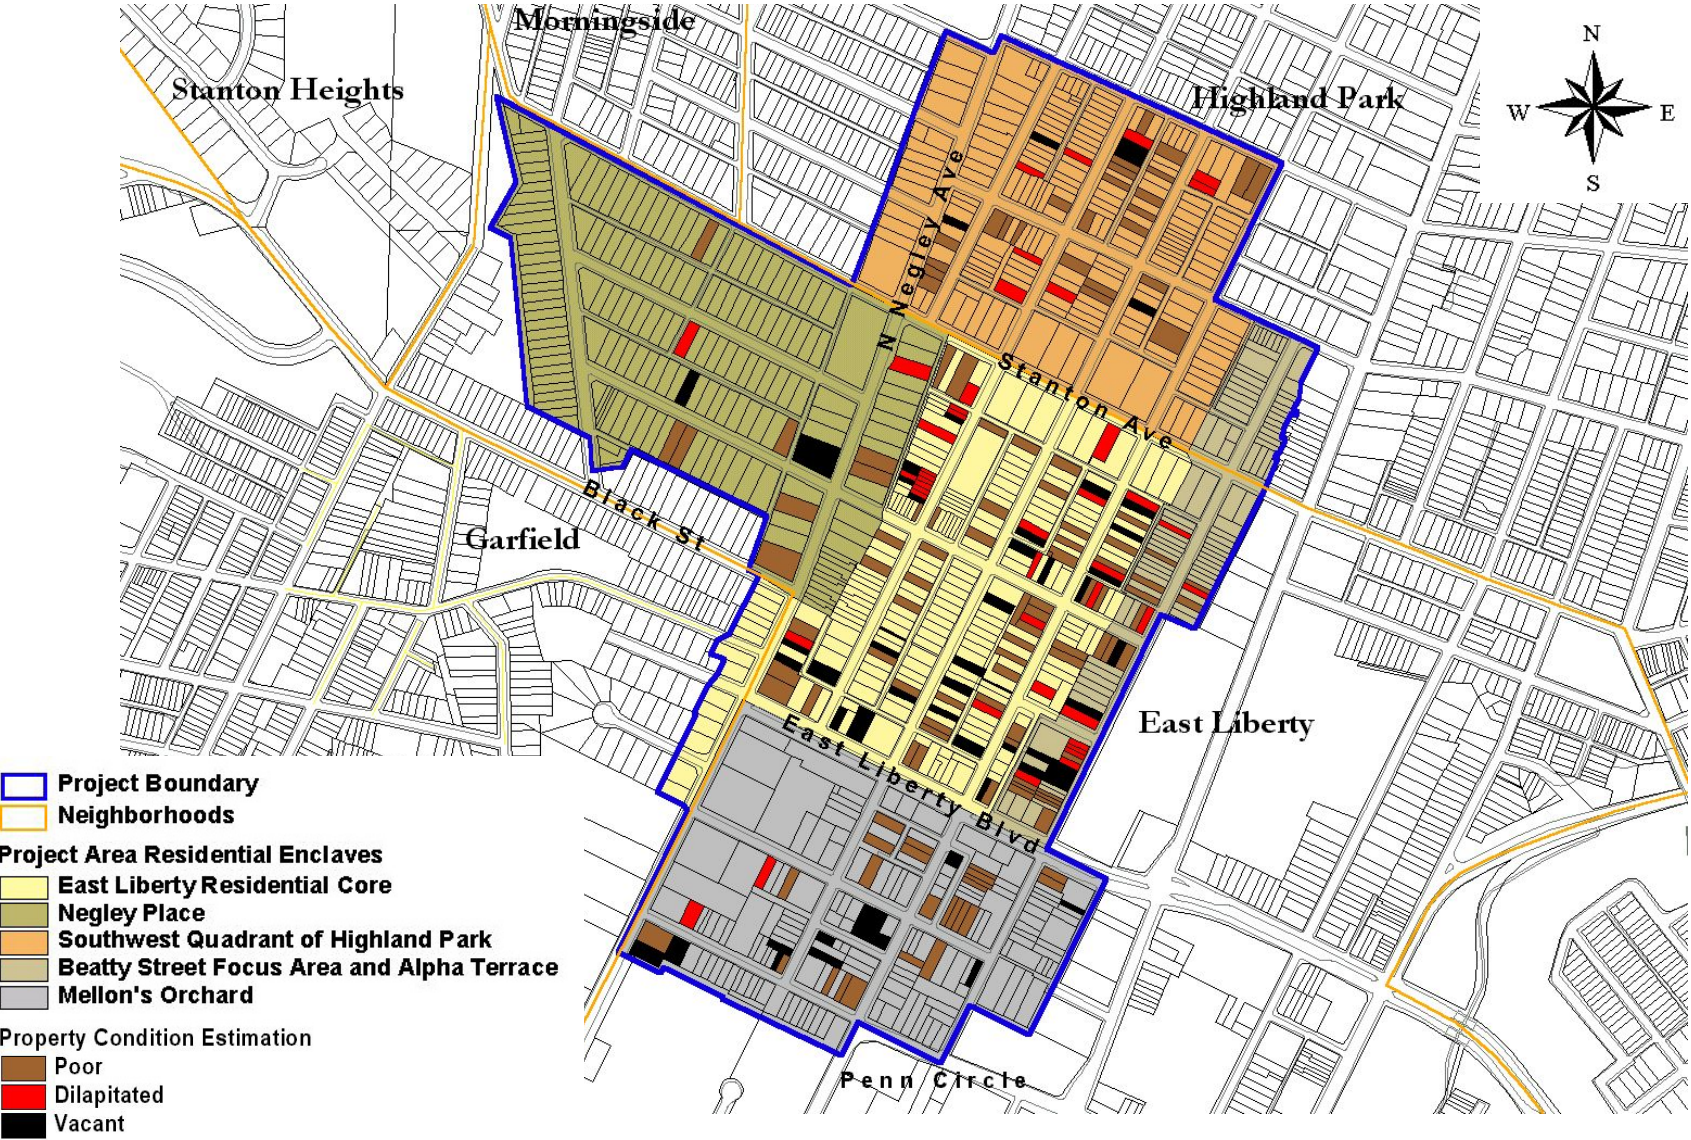 Morningside
Stanton Heights
Highland Park
N
W
E
S
N Negley Ave
Stanton Ave
Black St
Garfield
East Liberty
East Liberty Blvd
Penn Circle
Project Boundary
Neighborhoods
Project Area Residential Enclaves
East Liberty Residential Core
Negley Place
Southwest Quadrant of Highland Park
Beatty Street Focus Area and Alpha Terrace
Mellon's Orchard
Property Condition Estimation
Poor
Dilapitated
Vacant